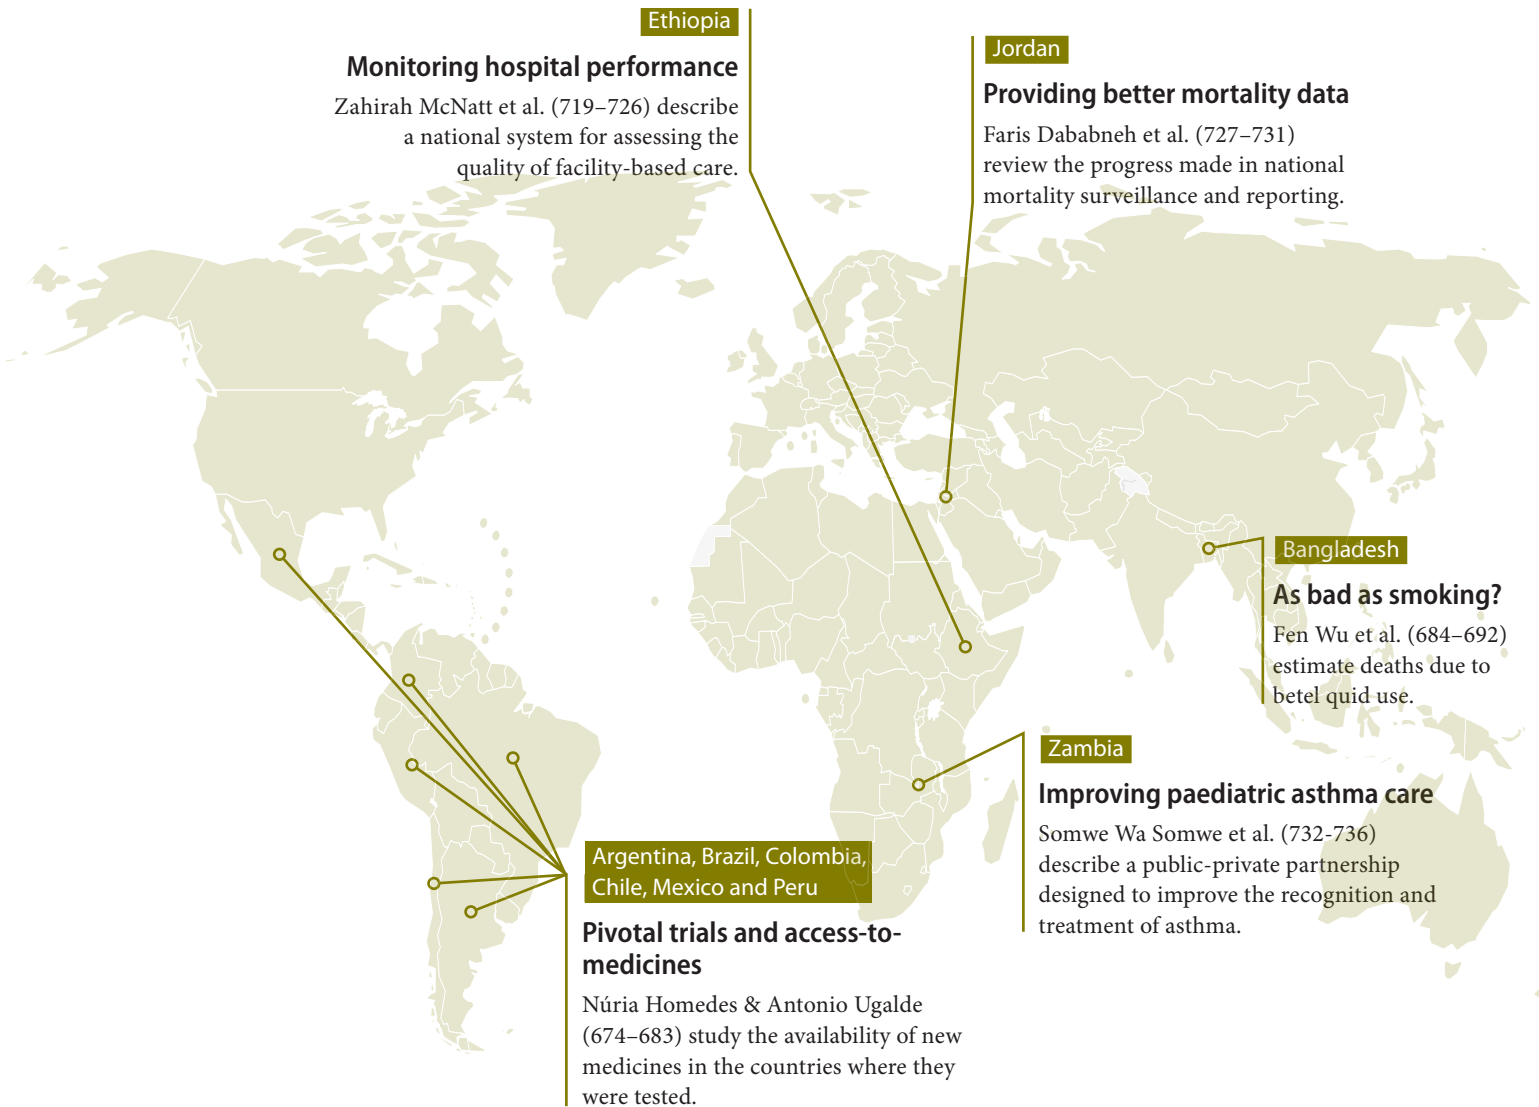 Ethiopia
Monitoring hospital performance
Zahirah McNatt et al. (719–726) describe
a national system for assessing the
quality of facility-based care.
Jordan
Providing better mortality data
Faris Dababneh et al. (727–731)
review the progress made in national
mortality surveillance and reporting.
Bangladesh
As bad as smoking?
Fen Wu et al. (684–692)
estimate deaths due to
betel quid use.
Zambia
Improving paediatric asthma care
Somwe Wa Somwe et al. (732-736)
describe a public-private partnership
designed to improve the recognition and
treatment of asthma.
Argentina, Brazil, Colombia,
Chile, Mexico and Peru
Pivotal trials and access-to-
medicines
Núria Homedes & Antonio Ugalde
(674–683) study the availability of new
medicines in the countries where they
were tested.